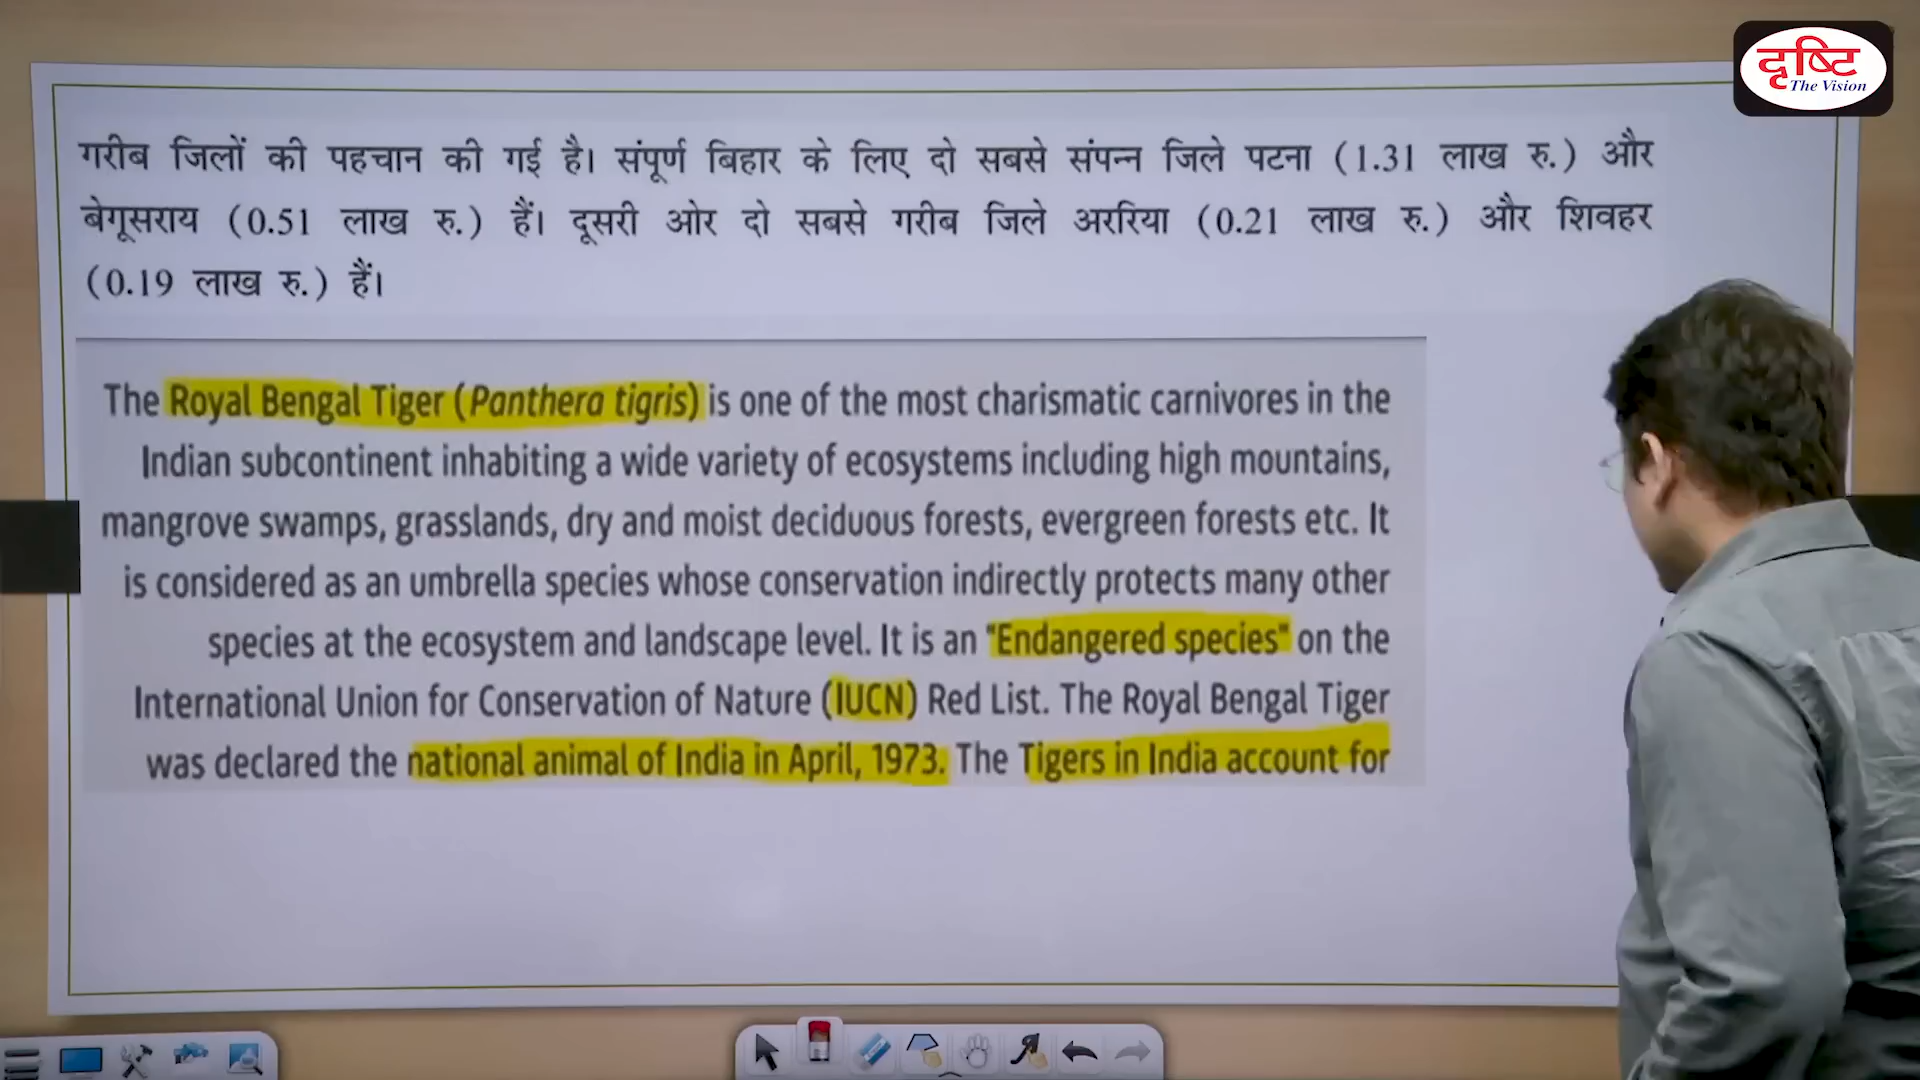 दृष्टि
The Vision
गरीब जिलों की पहचान की गई है। संपूर्ण बिहार के लिए दो सबसे संपन्न जिले पटना (1.31 लाख रु.) और
बेगूसराय (0.51 लाख रु.) हैं। दूसरी ओर दो सबसे गरीब जिले अररिया (0.21 लाख रु.) और शिवहर
(0.19 लाख रु.) हैं।
The Royal Bengal Tiger (Panthera tigris) is one of the most charismatic carnivores in the
Indian subcontinent inhabiting a wide variety of ecosystems including high mountains,
mangrove swamps, grasslands, dry and moist deciduous forests, evergreen forests etc. It
is considered as an umbrella species whose conservation indirectly protects many other
species at the ecosystem and landscape level. It is an "Endangered species" on the
International Union for Conservation of Nature (IUCN) Red List. The Royal Bengal Tiger
was declared the national animal of India in April, 1973. The Tigers in India account for